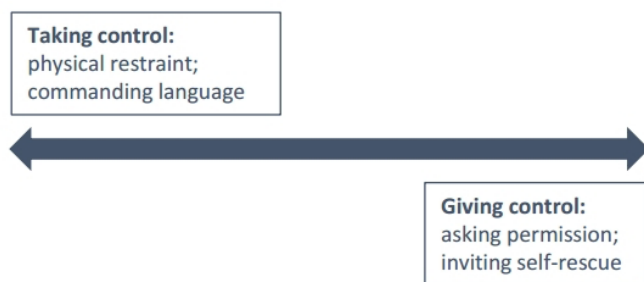 Taking control:
physical restraint;
commanding language
Giving control:
asking permission;
inviting self-rescue